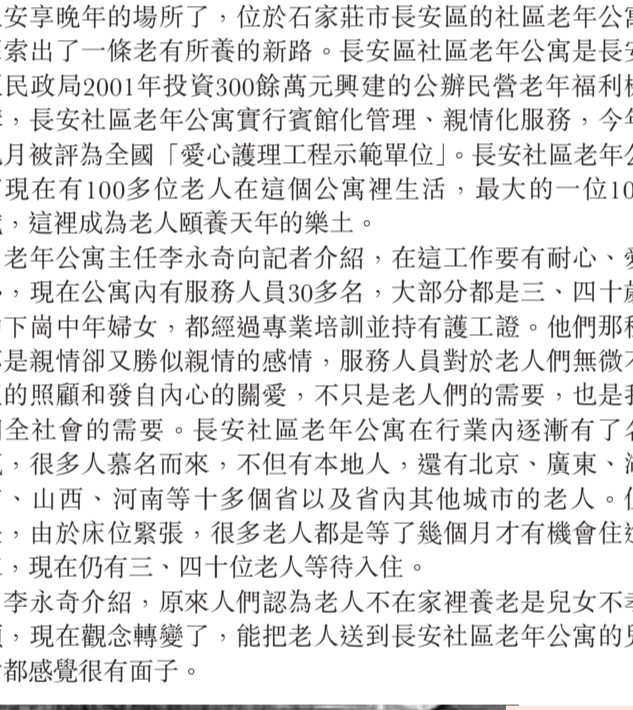 安享晚年的場所了，位於石家莊市長安區的社區老年公寓
索出了一條老有所養的新路。長安區社區老年公寓是長安
民政局2001年投資300餘萬元興建的公辦民營老年福利
，長安社區老年公寓實行賓館化管理、親情化服務，今年
月被評為全國「愛心護理工程示範單位」。長安社區老年公
現在有100多位老人在這個公寓裡生活，最大的一位10
，這裡成為老人頤養天年的樂土。
老年公寓主任李永奇向記者介紹，在這工作要有耐心、愛
，現在公寓內有服務人員30多名，大部分都是三、四十歲
下崗中年婦女，都經過專業培訓並持有護工證。他們那種
是親情卻又勝似親情的感情，服務人員對於老人們無微不
的照顧和發自內心的關愛，不只是老人們的需要，也是我
全社會的需要。長安社區老年公寓在行業內逐漸有了名
，很多人慕名而來，不但有本地人，還有北京、廣東、
、山西、河南等十多個省以及省內其他城市的老人。但
，由於床位緊張，很多老人都是等了幾個月才有機會住進
，現在仍有三、四十位老人等待入住。
李永奇介紹，原來人們認為老人不在家裡養老是兒女不孝
，現在觀念轉變了，能把老人送到長安社區老年公寓的兒
都感覺很有面子。